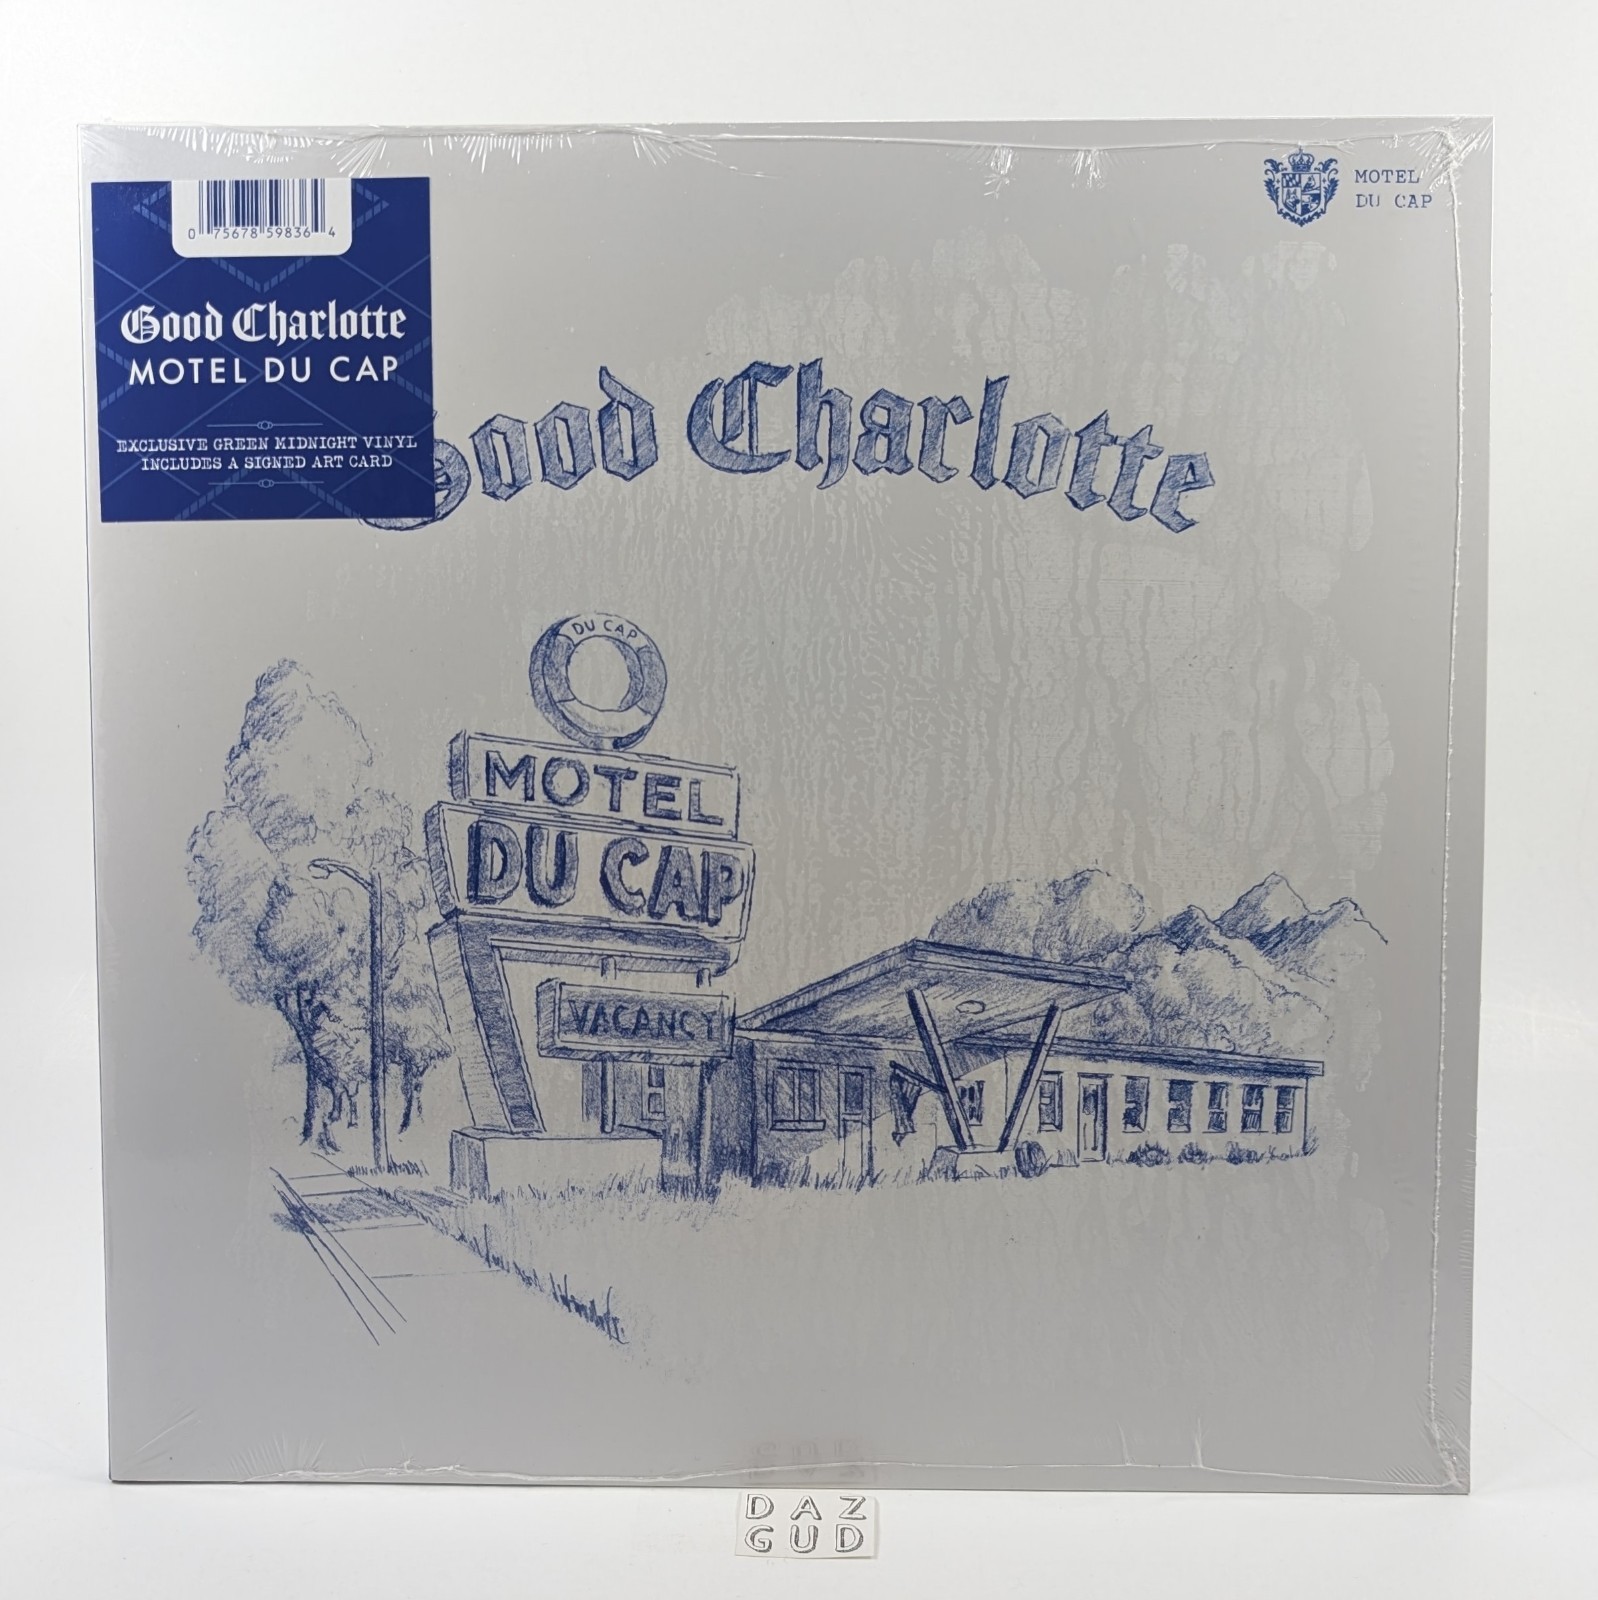 MOTEL
DU CAP
0 75678 59836 4
Good Charlotte
MOTEL DU CAP
EXCLUSIVE GREEN MIDNIGHT VINYL
INCLUDES A SIGNED ART CARD
Good Charlotte
DU CAP
MOTEL
DU CAP
VACANCY
DAZ
GUD